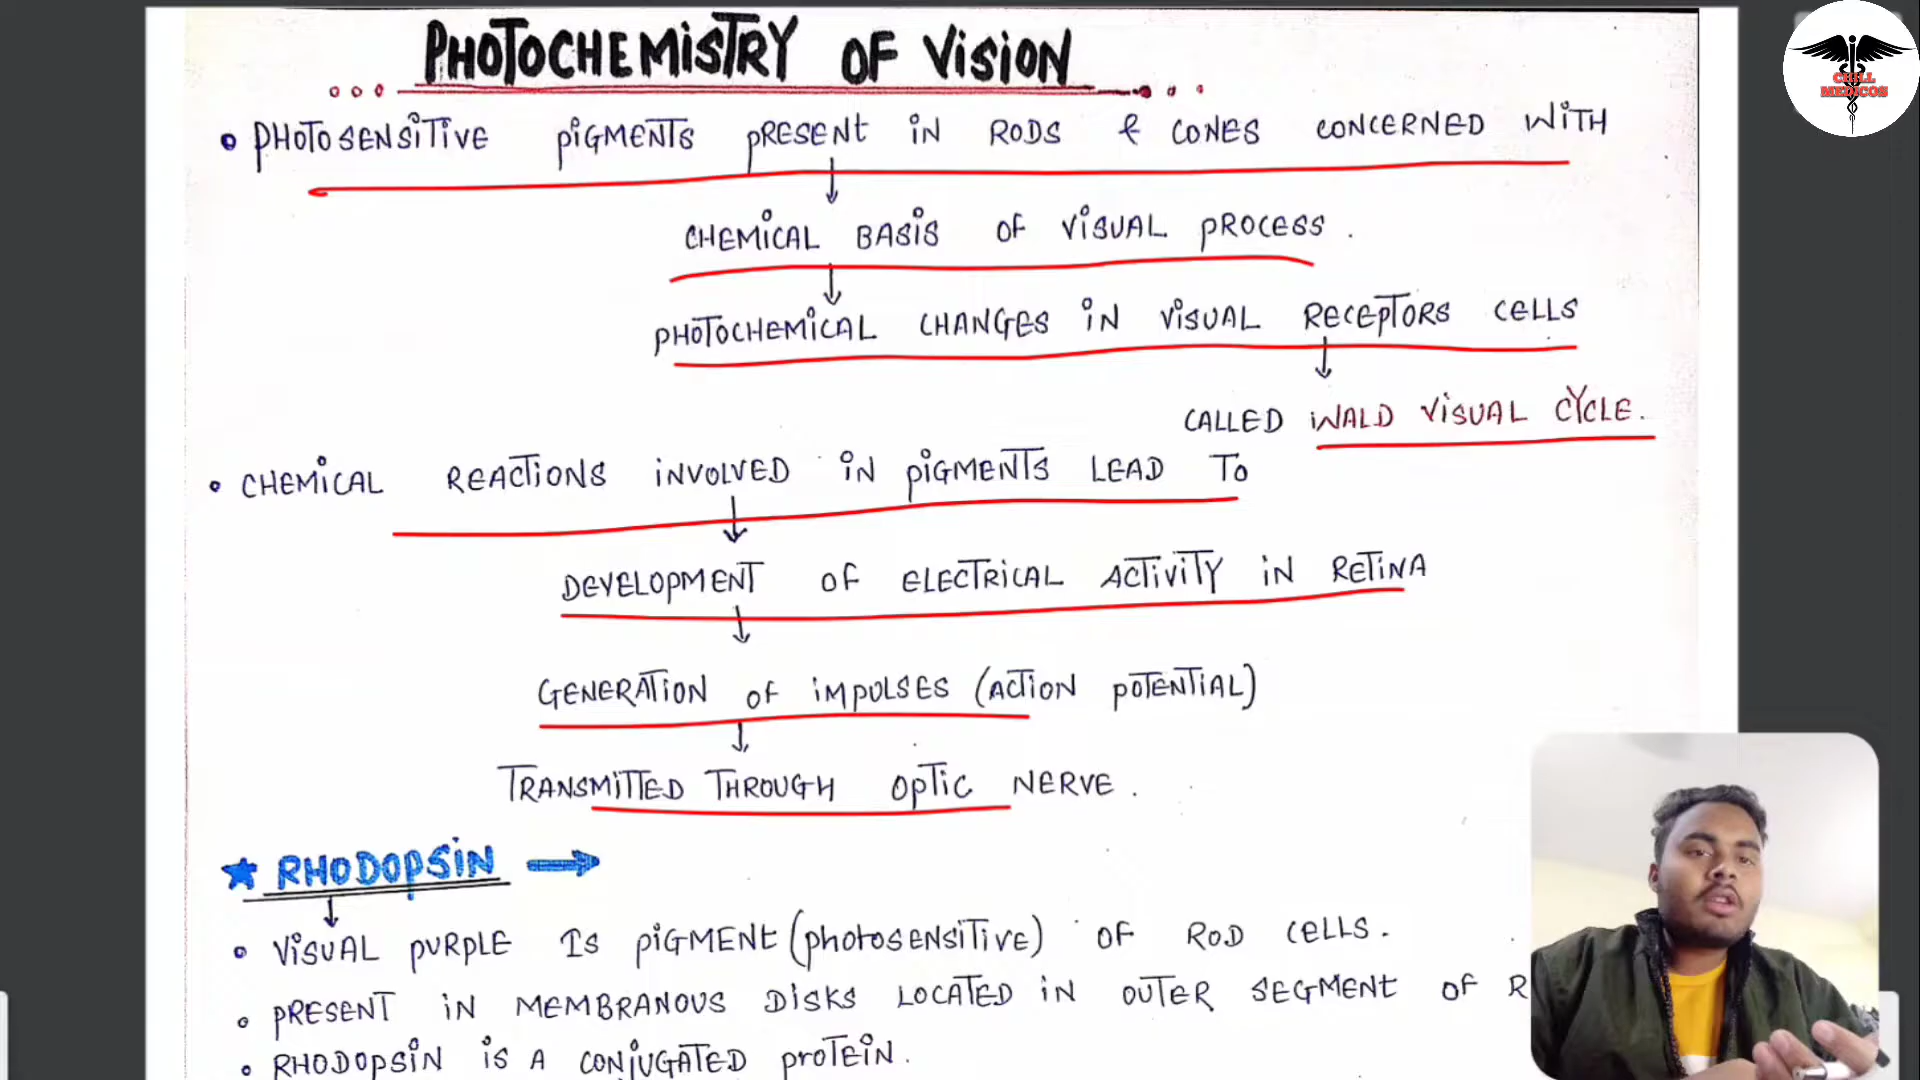 PHOTOCHEMISTRY OF VISION
CHILL
MEDICOS
• PHOTOSENSITIVE PIGMENTS PRESENT IN RODS & CONES CONCERNED WITH
CHEMICAL BASIS OF VISUAL PROCESS .
PHOTOCHEMICAL CHANGES IN VISUAL RECEPTORS CELLS
CALLED WALD VISUAL CYCLE.
• CHEMICAL REACTIONS INVOLVED IN PIGMENTS LEAD TO
DEVELOPMENT OF ELECTRICAL ACTIVITY IN RETINA
GENERATION OF IMPULSES (ACTION POTENTIAL)
TRANSMITTED THROUGH OPTIC NERVE .
★ RHODOPSIN →
• VISUAL PURPLE IS PIGMENT (PHOTOSENSITIVE) OF ROD CELLS.
• PRESENT IN MEMBRANOUS DISKS LOCATED IN OUTER SEGMENT OF R
• RHODOPSIN IS A CONJUGATED PROTEIN.